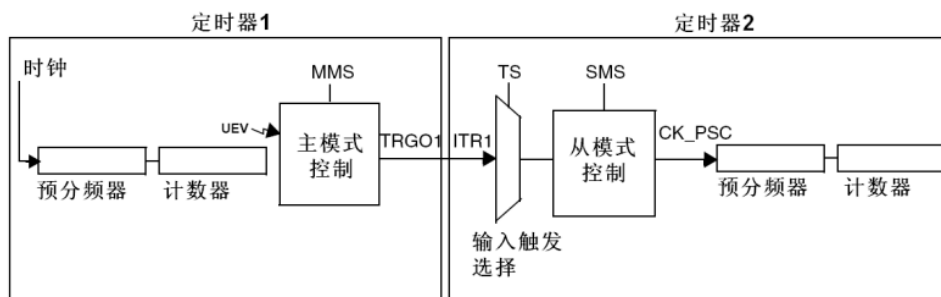 定时器1
定时器2
时钟
MMS
TS
SMS
UEV
主模式
控制
TRGO1
ITR1
从模式
控制
CK_PSC
预分频器
计数器
预分频器
计数器
输入触发
选择